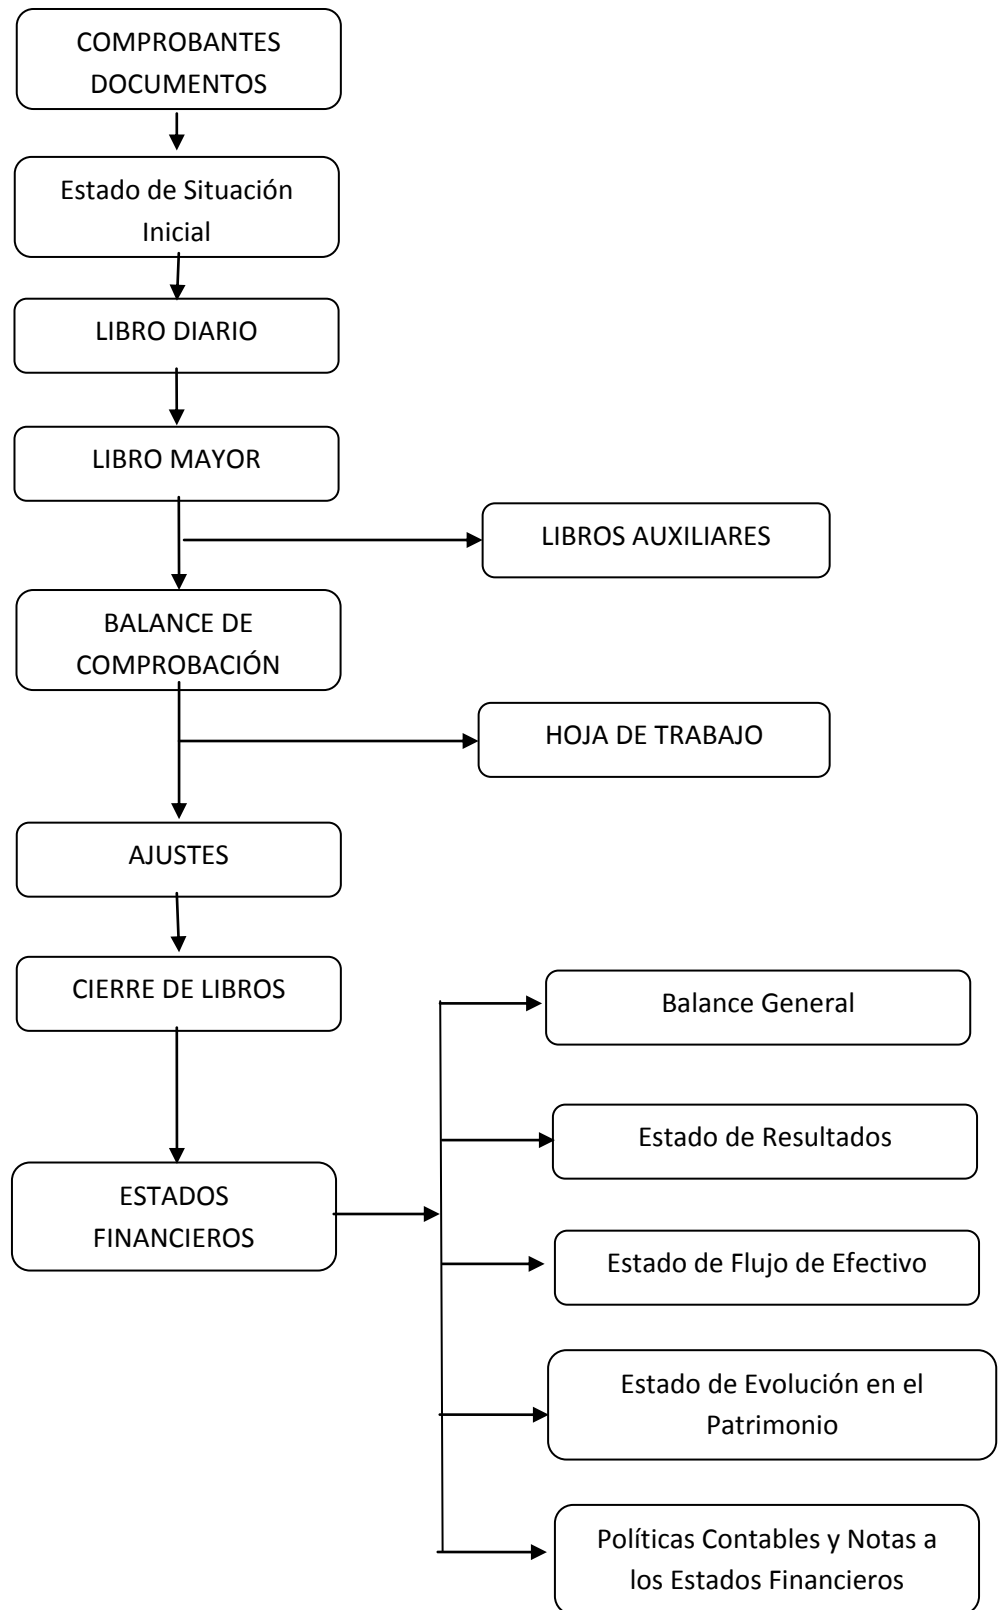 COMPROBANTES
DOCUMENTOS
Estado de Situación
Inicial
LIBRO DIARIO
LIBRO MAYOR
LIBROS AUXILIARES
BALANCE DE
COMPROBACIÓN
HOJA DE TRABAJO
AJUSTES
CIERRE DE LIBROS
ESTADOS
FINANCIEROS
Balance General
Estado de Resultados
Estado de Flujo de Efectivo
Estado de Evolución en el
Patrimonio
Políticas Contables y Notas a
los Estados Financieros